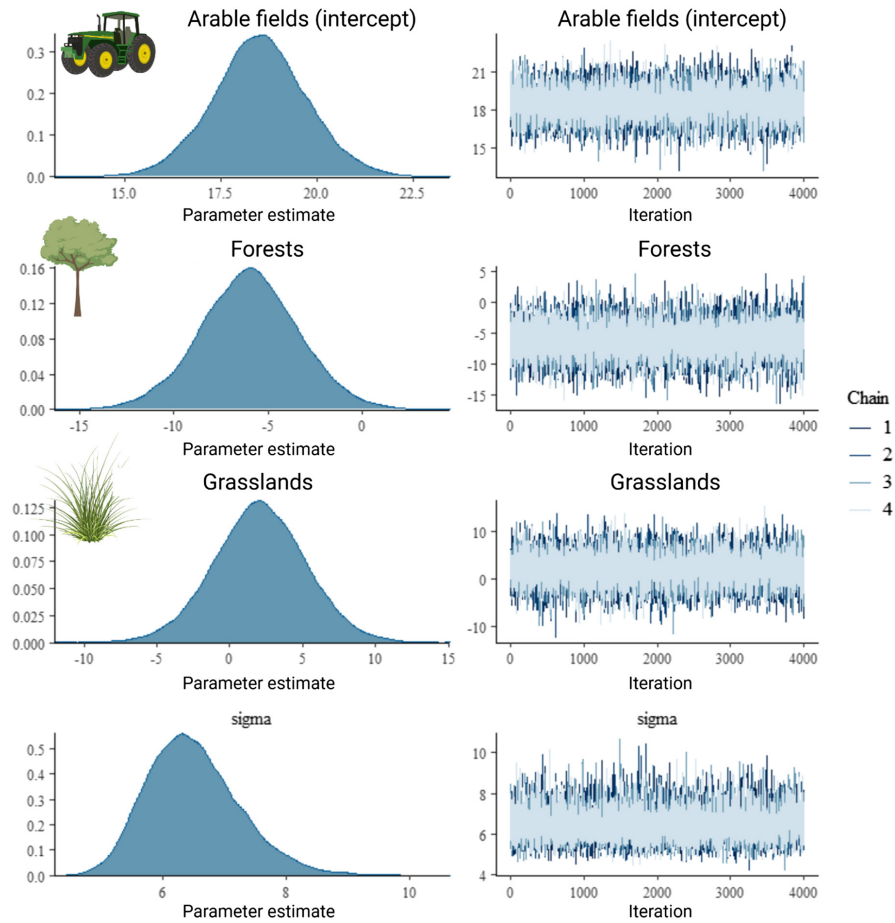 Arable fields (intercept)
0.3
0.2
0.1
0.0
15.0 17.5 20.0 22.5
Parameter estimate
Arable fields (intercept)
21
18
15
0 1000 2000 3000 4000
Iteration
Forests
0.16
0.12
0.08
0.04
0.00
-15 -10 -5 0
Parameter estimate
Forests
5
0
-5
-10
-15
0 1000 2000 3000 4000
Iteration
Grasslands
0.125
0.100
0.075
0.050
0.025
0.000
-10 -5 0 5 10 15
Parameter estimate
Grasslands
10
0
-10
0 1000 2000 3000 4000
Iteration
sigma
0.5
0.4
0.3
0.2
0.1
0.0
6 8 10
Parameter estimate
sigma
10
8
6
4
0 1000 2000 3000 4000
Iteration
Chain
1
2
3
4